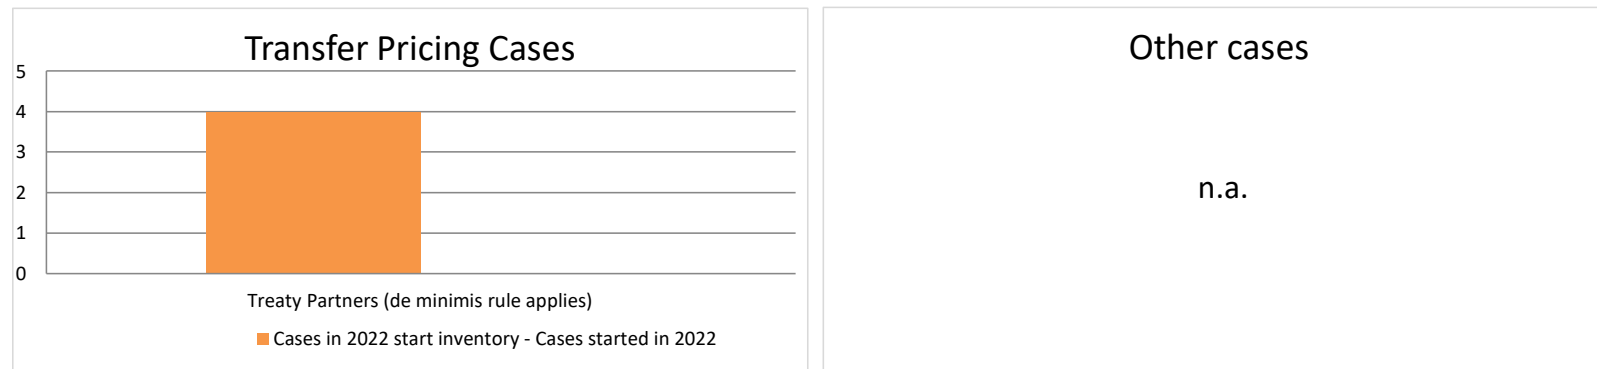 Transfer Pricing Cases
5
4
3
2
1
0
Treaty Partners (de minimis rule applies)
Cases in 2022 start inventory - Cases started in 2022
Other cases
n.a.